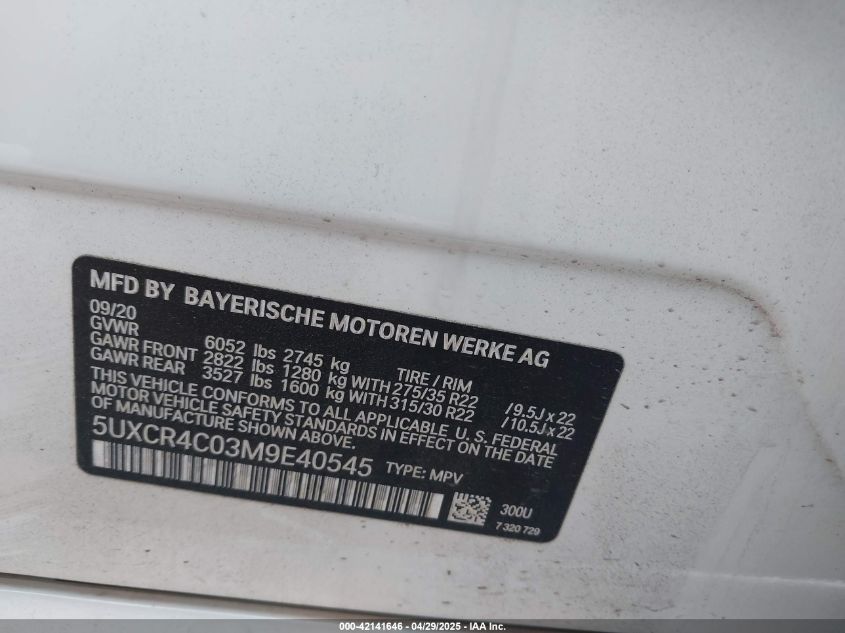 MFD BY BAYERISCHE MOTOREN WERKE AG
09/20
GVWR 6052 lbs 2745 kg TIRE / RIM
GAWR FRONT 2822 lbs 1280 kg WITH 275/35 R22 /9.5J x 22
GAWR REAR 3527 lbs 1600 kg WITH 315/30 R22 /10.5J x 22
THIS VEHICLE CONFORMS TO ALL APPLICABLE U. S. FEDERAL
MOTOR VEHICLE SAFETY STANDARDS IN EFFECT ON THE DATE
OF MANUFACTURE SHOWN ABOVE.
5UXCR4C03M9E40545 TYPE: MPV
300U
7 320 729
000-42141646 - 04/29/2025 - IAA Inc.